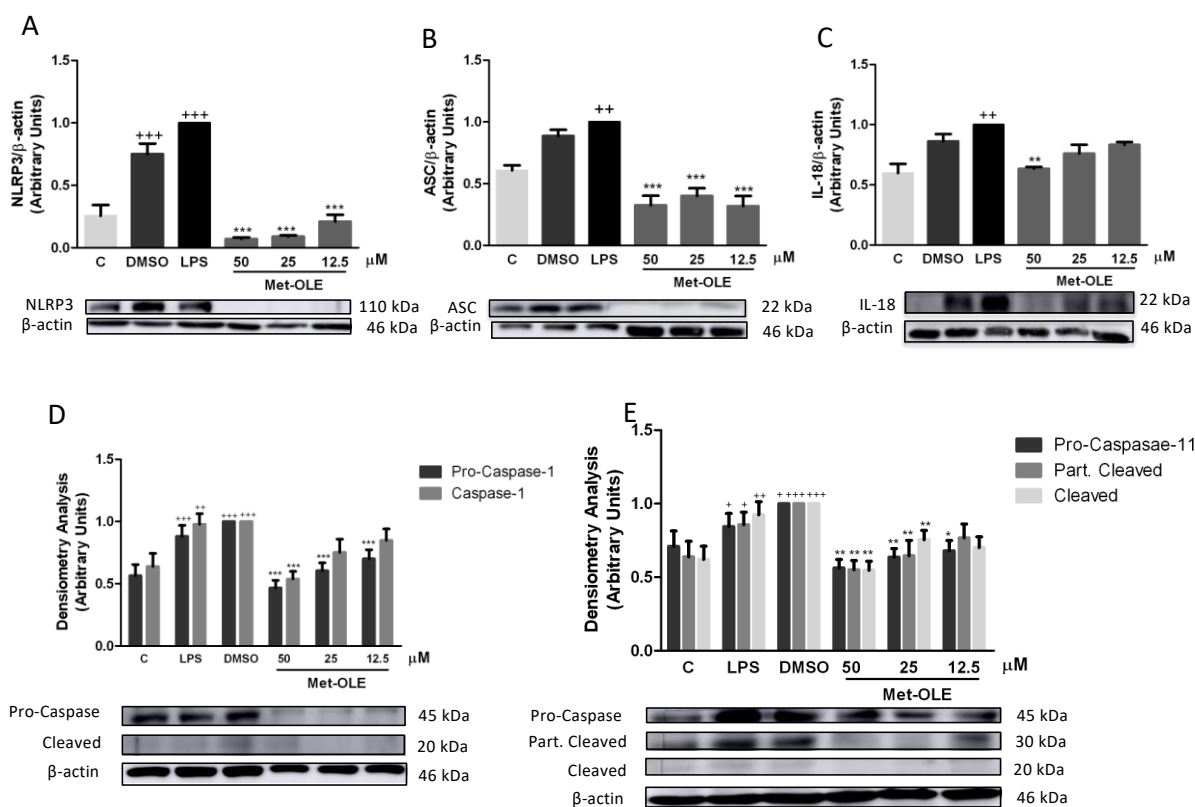 A
NLRP3/β-actin
(Arbitrary Units)
1.5
1.0
0.5
0.0
+++
+++
***
***
***
C DMSO LPS 50 25 12.5 μM
Met-OLE
NLRP3 110 kDa
β-actin 46 kDa
B
ASC/β-actin
(Arbitrary Units)
1.5
1.0
0.5
0.0
++
***
***
***
C DMSO LPS 50 25 12.5 μM
Met-OLE
ASC 22 kDa
β-actin 46 kDa
C
IL-18/β-actin
(Arbitrary Units)
1.5
1.0
0.5
0.0
++
**
C DMSO LPS 50 25 12.5 μM
Met-OLE
IL-18 22 kDa
β-actin 46 kDa
D
Densiometry Analysis
(Arbitrary Units)
1.5
1.0
0.5
0.0
Pro-Caspase-1
Caspase-1
+++ ++ +++ +++
*** *** *** ***
C LPS DMSO 50 25 12.5 μM
Met-OLE
Pro-Caspase 45 kDa
Cleaved 20 kDa
β-actin 46 kDa
E
Densiometry Analysis
(Arbitrary Units)
1.5
1.0
0.5
0.0
Pro-Caspasae-11
Part. Cleaved
Cleaved
+ + ++ + +++ +++
** ** ** ** ** ** *
C LPS DMSO 50 25 12.5 μM
Met-OLE
Pro-Caspase 45 kDa
Part. Cleaved 30 kDa
Cleaved 20 kDa
β-actin 46 kDa